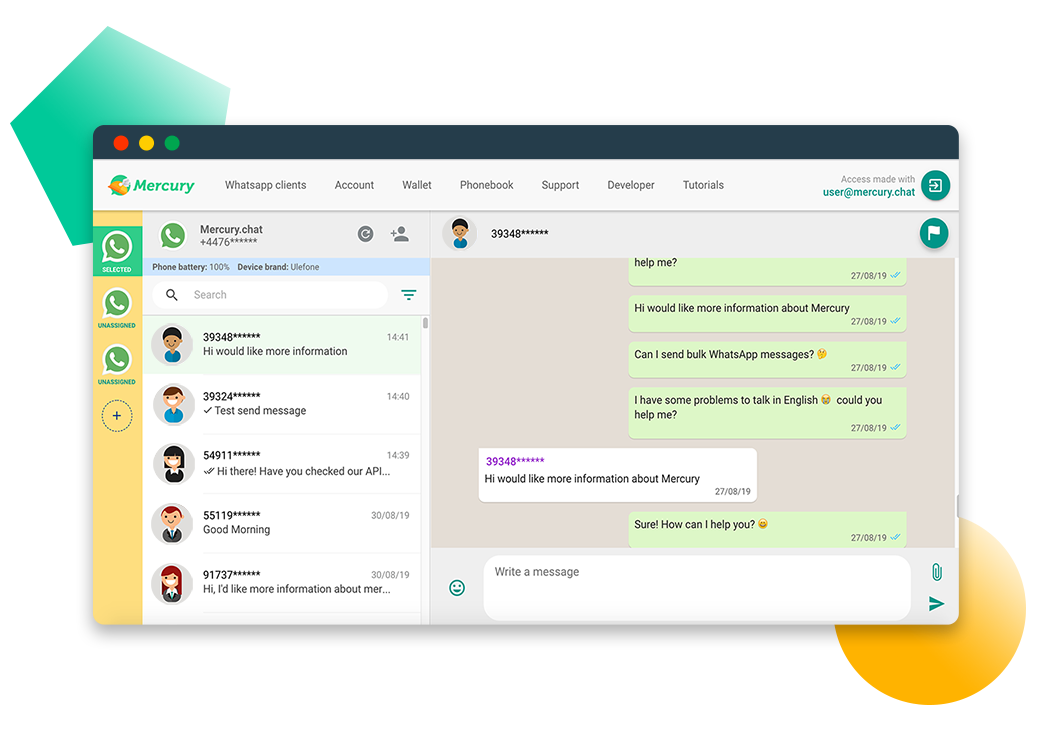 Mercury
Whatsapp clients
Account
Wallet
Phonebook
Support
Developer
Tutorials
Access made with
user@mercury.chat
SELECTED
UNASSIGNED
UNASSIGNED
+
Mercury.chat
+4476******
Phone battery: 100% Device brand: Ulefone
Search
39348****** 14:41
Hi would like more information
39324****** 14:40
Test send message
54911****** 14:39
Hi there! Have you checked our API...
55119****** 30/08/19
Good Morning
91737****** 30/08/19
Hi, I'd like more information about mer...
39348******
help me?
27/08/19
Hi would like more information about Mercury
27/08/19
Can I send bulk WhatsApp messages? 🤔
27/08/19
I have some problems to talk in English 😭 could you
help me?
27/08/19
39348******
Hi would like more information about Mercury
27/08/19
Sure! How can I help you? 😀
27/08/19
Write a message